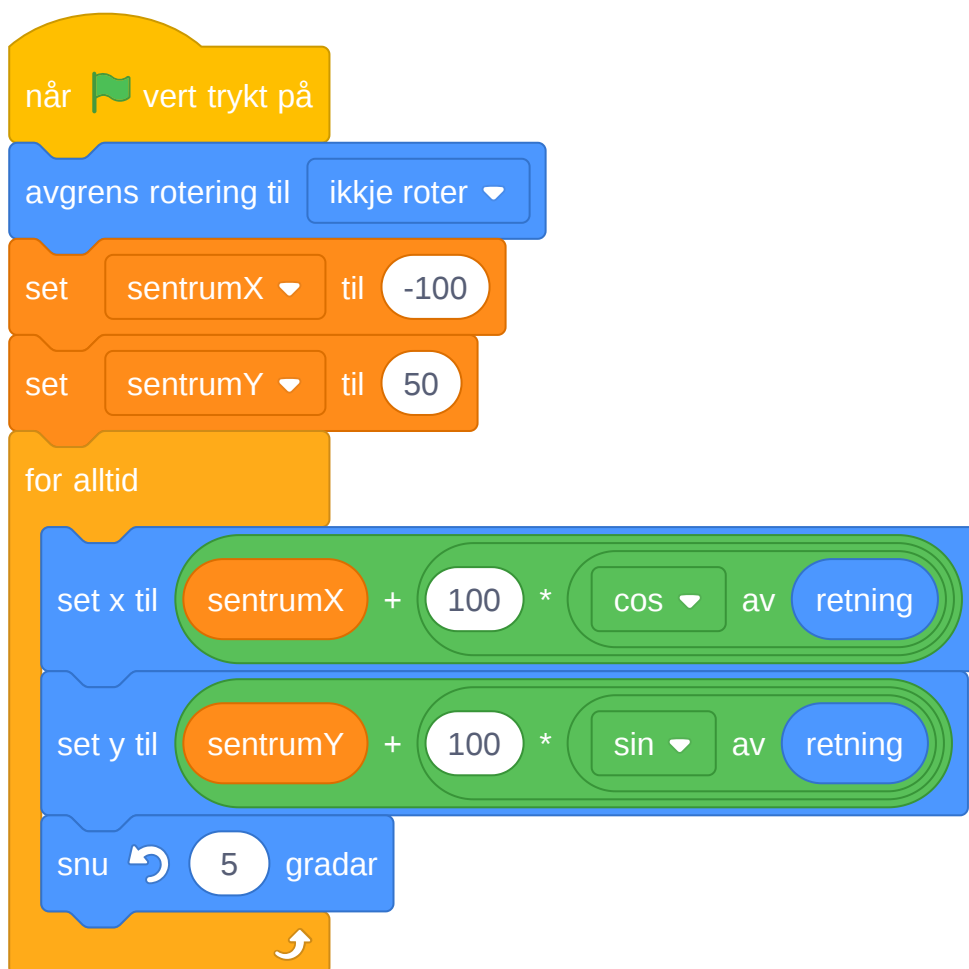 når vert trykt på
avgrens rotering til ikkje roter
set sentrumX til -100
set sentrumY til 50
for alltid
set x til sentrumX + 100 * cos av retning
set y til sentrumY + 100 * sin av retning
snu 5 gradar